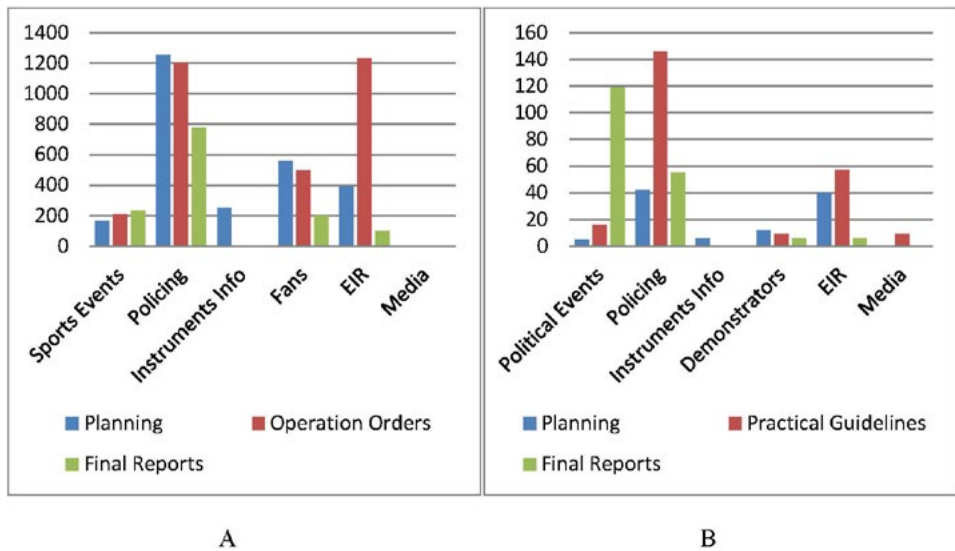 1400
1200
1000
800
600
400
200
0
Sports Events
Policing
Instruments Info
Fans
EIR
Media
Planning
Operation Orders
Final Reports
A
160
140
120
100
80
60
40
20
0
Political Events
Policing
Instruments Info
Demonstrators
EIR
Media
Planning
Practical Guidelines
Final Reports
B